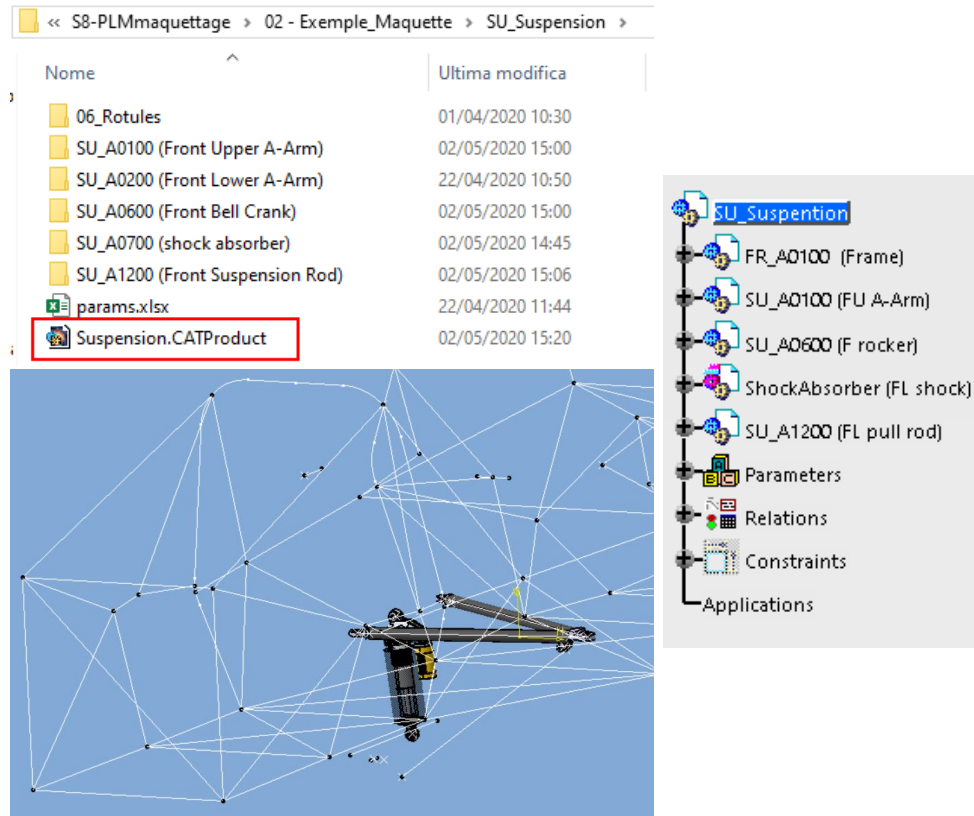 « S8-PLMmaquettage > 02 - Exemple_Maquette > SU_Suspension >
Nome Ultima modifica
06_Rotules 01/04/2020 10:30
SU_A0100 (Front Upper A-Arm) 02/05/2020 15:00
SU_A0200 (Front Lower A-Arm) 22/04/2020 10:50
SU_A0600 (Front Bell Crank) 02/05/2020 15:00
SU_A0700 (shock absorber) 02/05/2020 14:45
SU_A1200 (Front Suspension Rod) 02/05/2020 15:06
params.xlsx 22/04/2020 11:44
Suspension.CATProduct 02/05/2020 15:20
SU_Suspention
FR_A0100 (Frame)
SU_A0100 (FU A-Arm)
SU_A0600 (F rocker)
ShockAbsorber (FL shock)
SU_A1200 (FL pull rod)
Parameters
Relations
Constraints
Applications